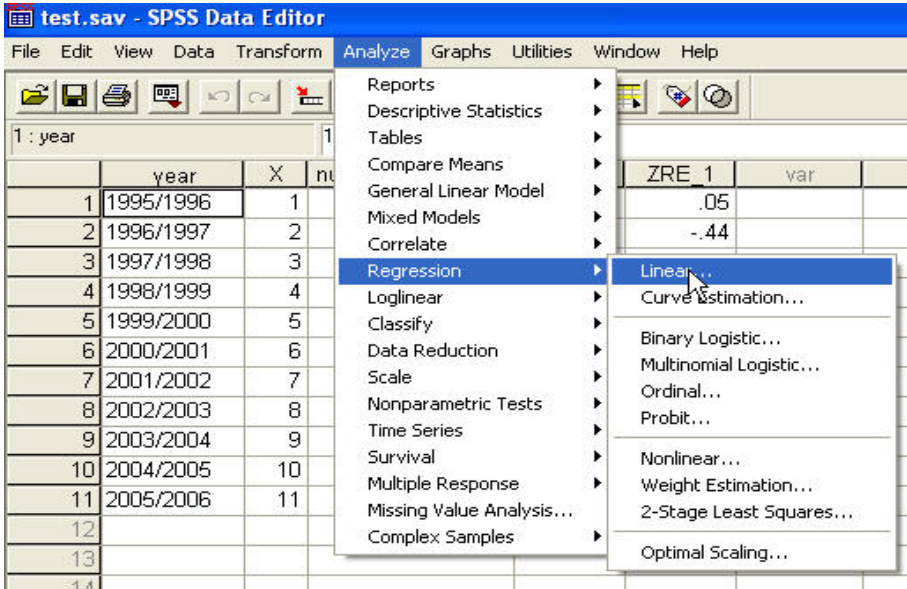 test.sav - SPSS Data Editor
File Edit View Data Transform Analyze Graphs Utilities Window Help
1 : year 1
year X nu ZRE_1 var
1 1995/1996 1 .05
2 1996/1997 2 -.44
3 1997/1998 3
4 1998/1999 4
5 1999/2000 5
6 2000/2001 6
7 2001/2002 7
8 2002/2003 8
9 2003/2004 9
10 2004/2005 10
11 2005/2006 11
12
13
14
Reports
Descriptive Statistics
Tables
Compare Means
General Linear Model
Mixed Models
Correlate
Regression
Loglinear
Classify
Data Reduction
Scale
Nonparametric Tests
Time Series
Survival
Multiple Response
Missing Value Analysis...
Complex Samples
Linear...
Curve Estimation...
Binary Logistic...
Multinomial Logistic...
Ordinal...
Probit...
Nonlinear...
Weight Estimation...
2-Stage Least Squares...
Optimal Scaling...